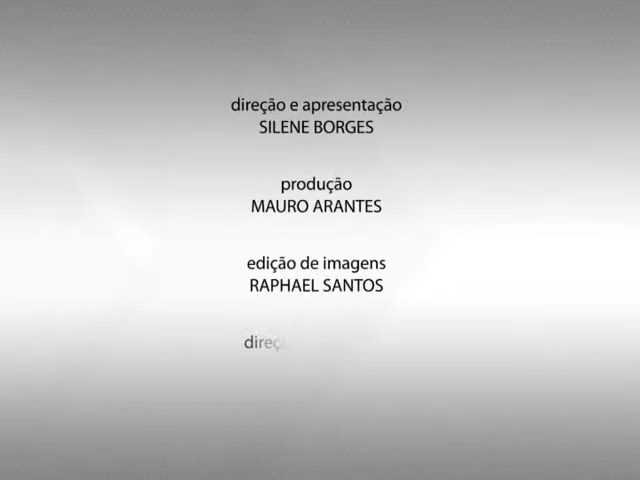 direção e apresentação
SILENE BORGES
produção
MAURO ARANTES
edição de imagens
RAPHAEL SANTOS